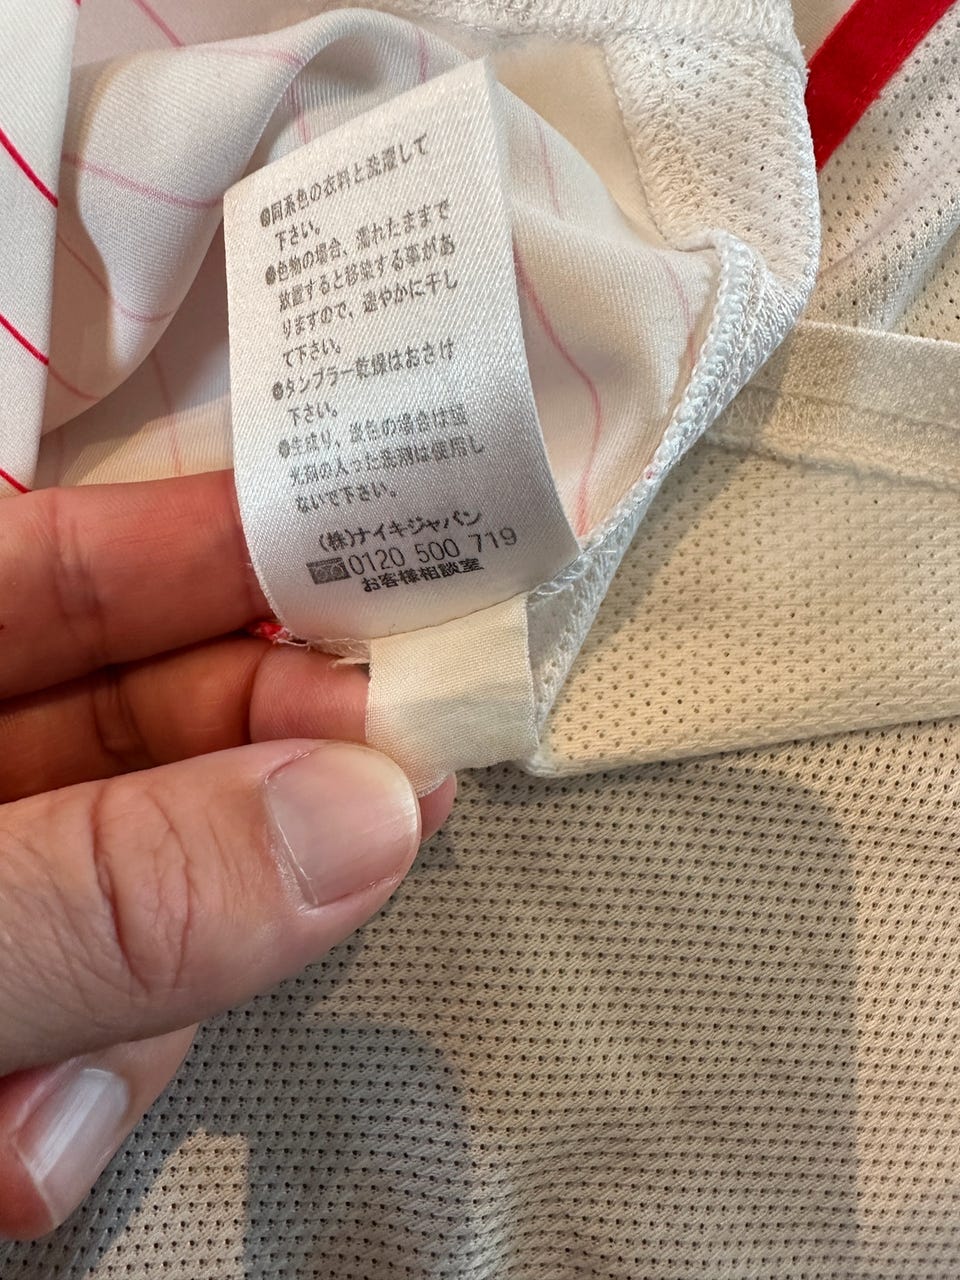 ●同系色の衣料と洗濯して
下さい。
●色物の場合、濡れたままで
放置すると移染する事があ
りますので、速やかに干し
て下さい。
●タンブラー乾燥はおさけ
下さい。
●生成り、淡色の場合は蛍
光剤の入った洗剤は使用し
ないで下さい。
(株)ナイキジャパン
0120 500 719
お客様相談室